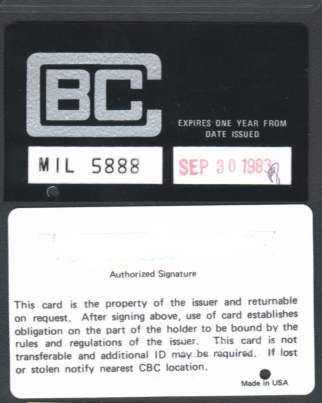 CBC
EXPIRES ONE YEAR FROM
DATE ISSUED
MIL 5888
SEP 30 1983
Authorized Signature
This card is the property of the issuer and returnable
on request. After signing above, use of card establishes
obligation on the part of the holder to be bound by the
rules and regulations of the issuer. This card is not
transferable and additional ID may be required. If lost
or stolen notify nearest CBC location.
Made in USA